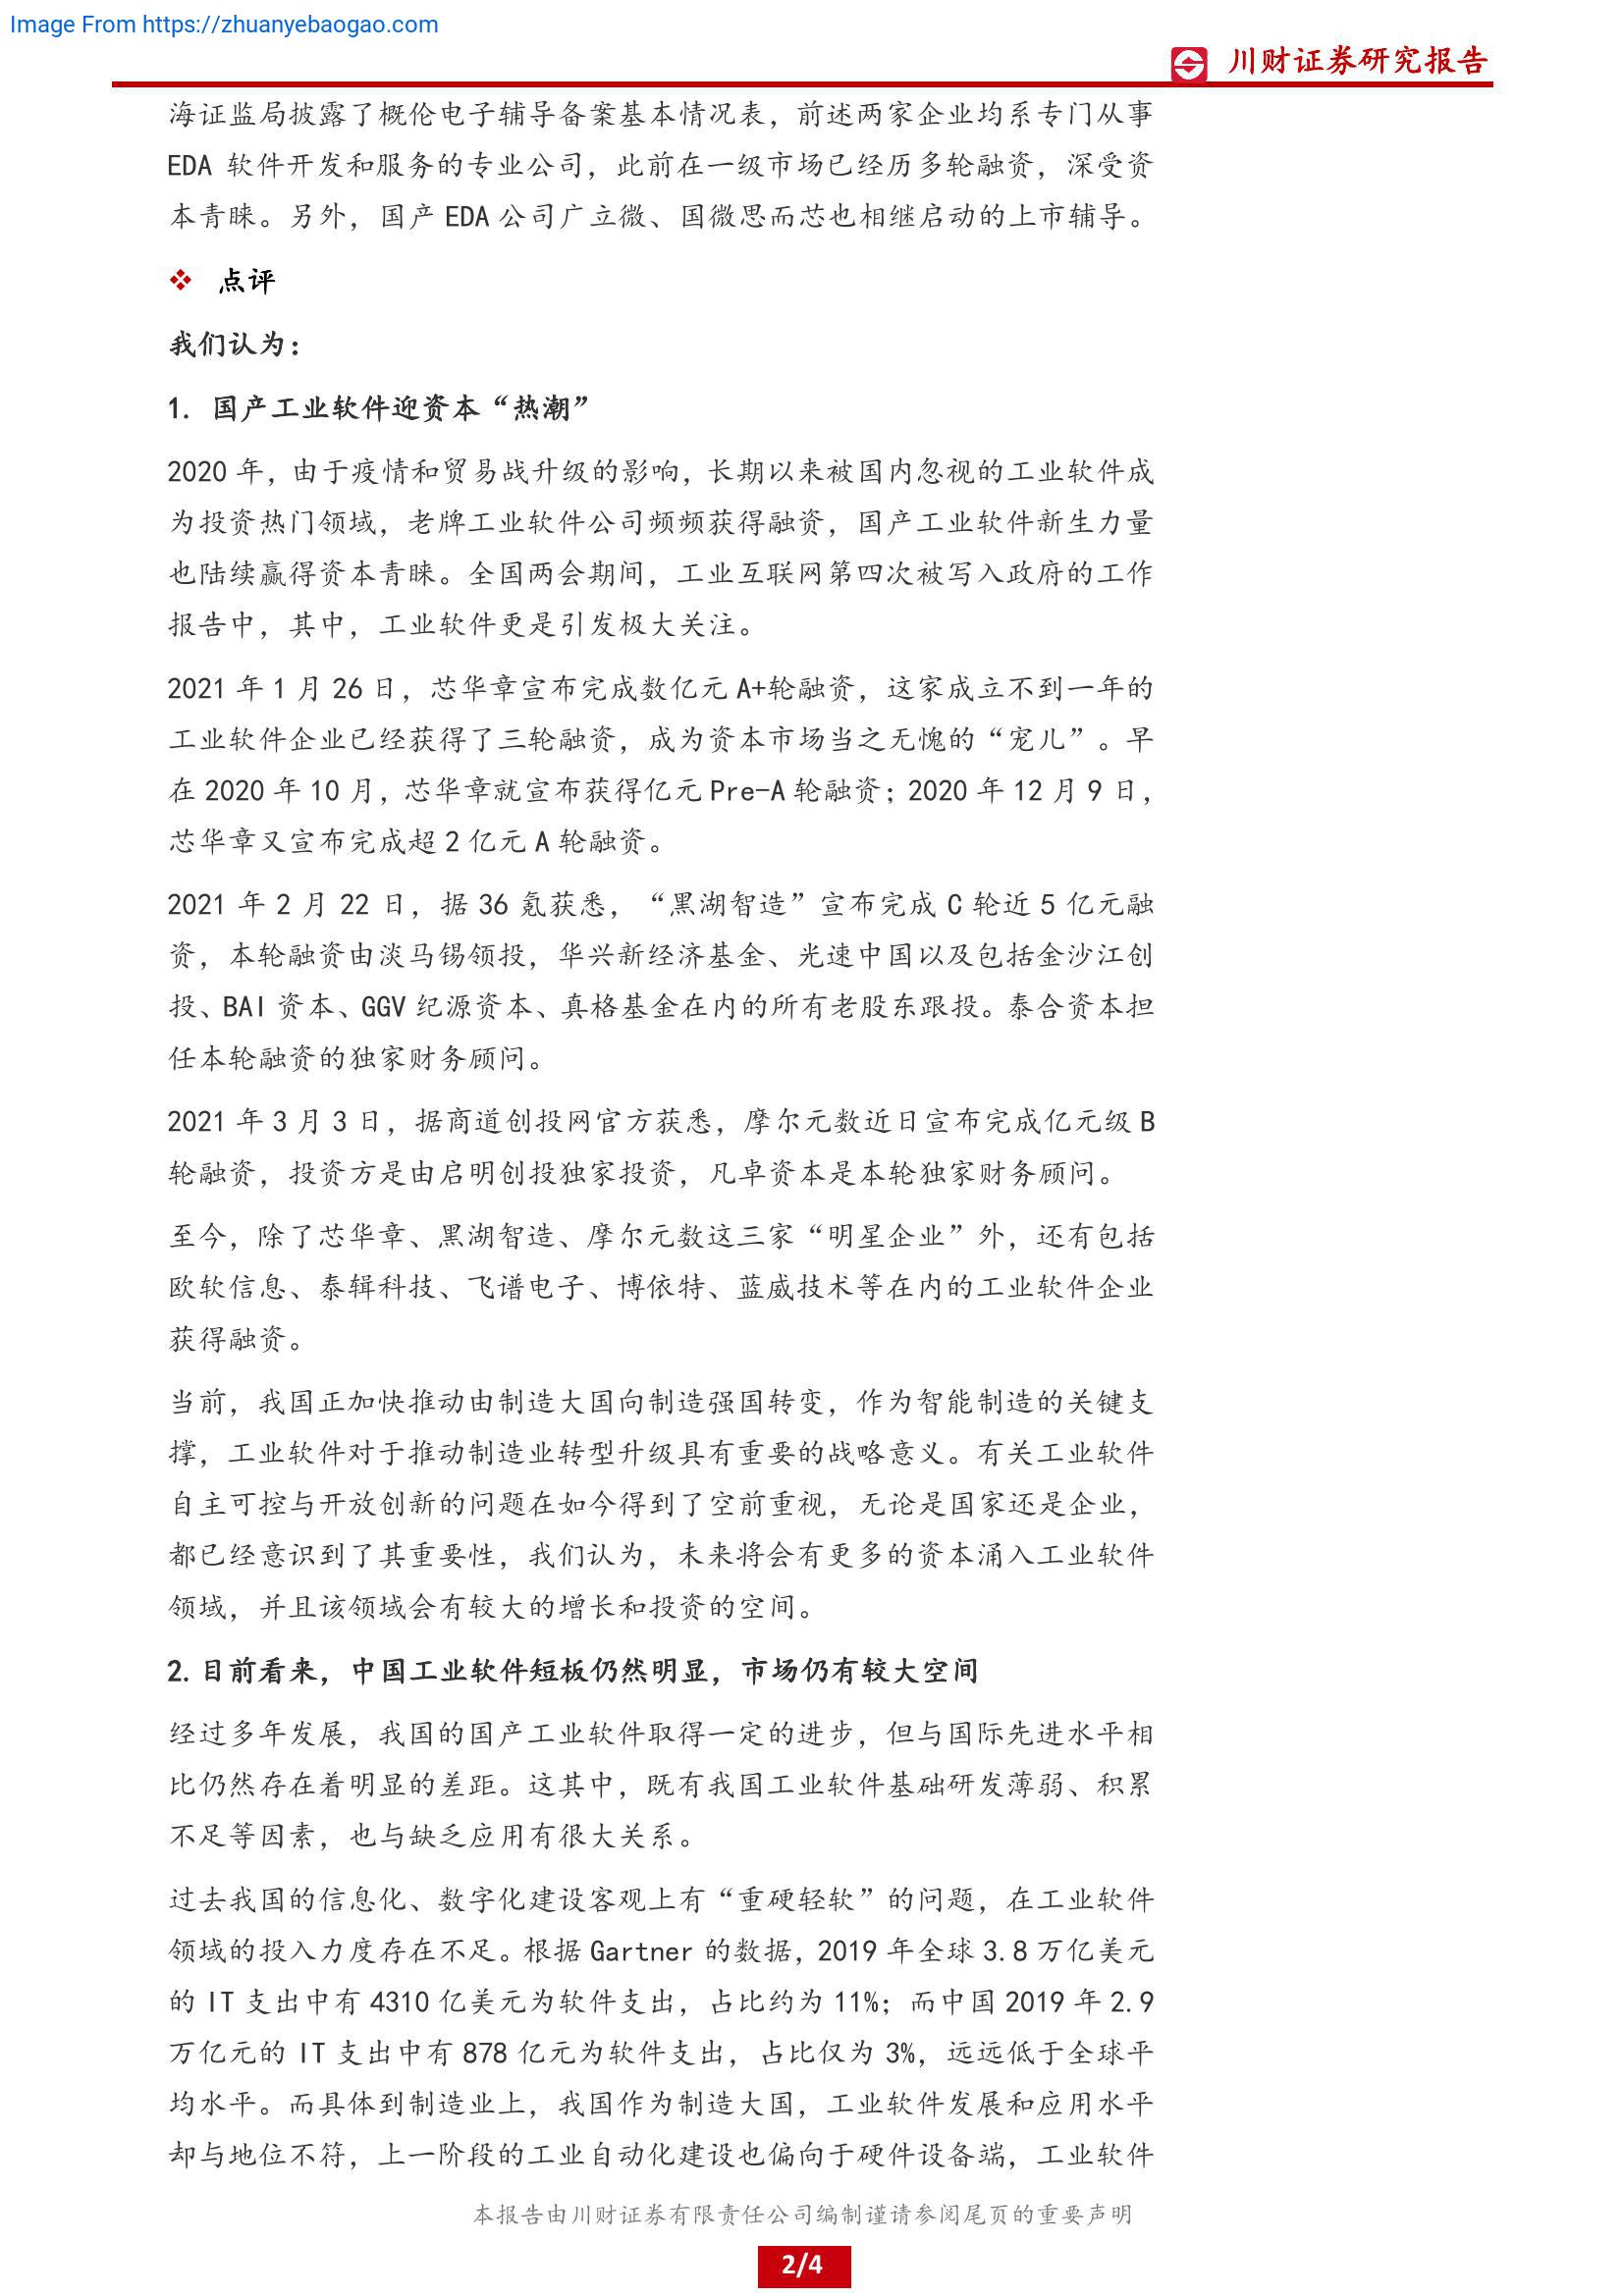 Image From https://zhuanyebaogao.com
川财证券研究报告
海证监局披露了概伦电子辅导备案基本情况表，前述两家企业均系专门从事
EDA 软件开发和服务的专业公司，此前在一级市场已经历多轮融资，深受资
本青睐。另外，国产 EDA 公司广立微、国微思而芯也相继启动的上市辅导。
❖ 点评
我们认为：
1. 国产工业软件迎资本“热潮”
2020 年，由于疫情和贸易战升级的影响，长期以来被国内忽视的工业软件成
为投资热门领域，老牌工业软件公司频频获得融资，国产工业软件新生力量
也陆续赢得资本青睐。全国两会期间，工业互联网第四次被写入政府的工作
报告中，其中，工业软件更是引发极大关注。
2021 年 1 月 26 日，芯华章宣布完成数亿元 A+轮融资，这家成立不到一年的
工业软件企业已经获得了三轮融资，成为资本市场当之无愧的“宠儿”。早
在 2020 年 10 月，芯华章就宣布获得亿元 Pre-A 轮融资；2020 年 12 月 9 日，
芯华章又宣布完成超 2 亿元 A 轮融资。
2021 年 2 月 22 日，据 36 氪获悉，“黑湖智造”宣布完成 C 轮近 5 亿元融
资，本轮融资由淡马锡领投，华兴新经济基金、光速中国以及包括金沙江创
投、BAI 资本、GGV 纪源资本、真格基金在内的所有老股东跟投。泰合资本担
任本轮融资的独家财务顾问。
2021 年 3 月 3 日，据商道创投网官方获悉，摩尔元数近日宣布完成亿元级 B
轮融资，投资方是由启明创投独家投资，凡卓资本是本轮独家财务顾问。
至今，除了芯华章、黑湖智造、摩尔元数这三家“明星企业”外，还有包括
欧软信息、泰辑科技、飞谱电子、博依特、蓝威技术等在内的工业软件企业
获得融资。
当前，我国正加快推动由制造大国向制造强国转变，作为智能制造的关键支
撑，工业软件对于推动制造业转型升级具有重要的战略意义。有关工业软件
自主可控与开放创新的问题在如今得到了空前重视，无论是国家还是企业，
都已经意识到了其重要性，我们认为，未来将会有更多的资本涌入工业软件
领域，并且该领域会有较大的增长和投资的空间。
2. 目前看来，中国工业软件短板仍然明显，市场仍有较大空间
经过多年发展，我国的国产工业软件取得一定的进步，但与国际先进水平相
比仍然存在着明显的差距。这其中，既有我国工业软件基础研发薄弱、积累
不足等因素，也与缺乏应用有很大关系。
过去我国的信息化、数字化建设客观上有“重硬轻软”的问题，在工业软件
领域的投入力度存在不足。根据 Gartner 的数据，2019 年全球 3.8 万亿美元
的 IT 支出中有 4310 亿美元为软件支出，占比约为 11%；而中国 2019 年 2.9
万亿元的 IT 支出中有 878 亿元为软件支出，占比仅为 3%，远远低于全球平
均水平。而具体到制造业上，我国作为制造大国，工业软件发展和应用水平
却与地位不符，上一阶段的工业自动化建设也偏向于硬件设备端，工业软件
本报告由川财证券有限责任公司编制谨请参阅尾页的重要声明
2/4